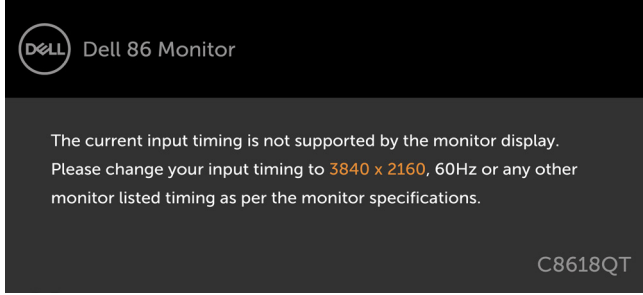 DELL
Dell 86 Monitor
The current input timing is not supported by the monitor display.
Please change your input timing to 3840 x 2160, 60Hz or any other
monitor listed timing as per the monitor specifications.
C8618QT